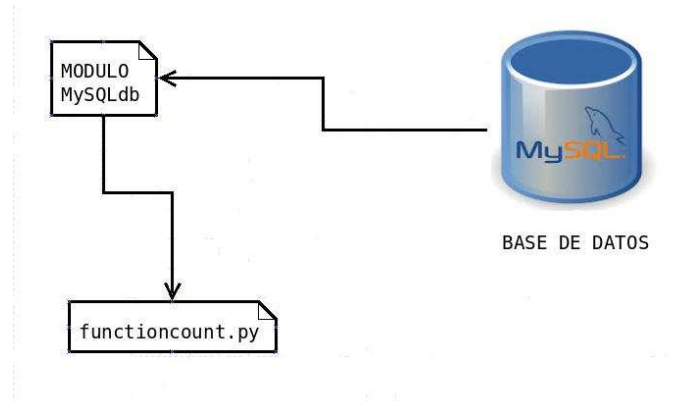 MODULO
MySQLdb
MySQL
BASE DE DATOS
functioncount.py